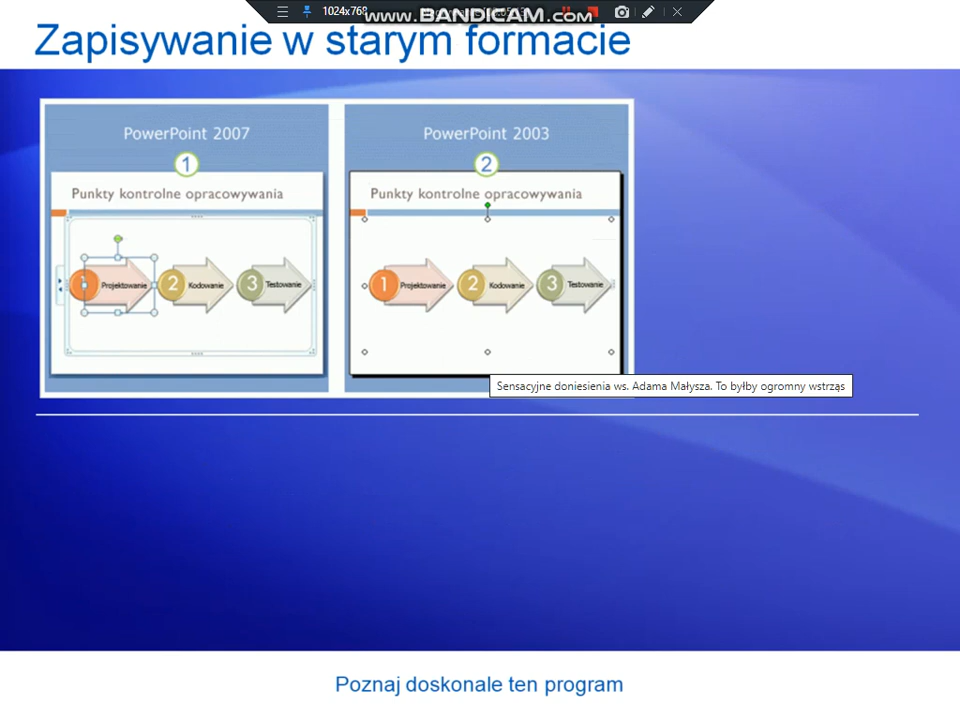 1024x768
www.BANDICAM.com
Zapisywanie w starym formacie
PowerPoint 2007
1
Punkty kontrolne opracowywania
1 Projektowanie
2 Kodowanie
3 Testowanie
PowerPoint 2003
2
Punkty kontrolne opracowywania
1 Projektowanie
2 Kodowanie
3 Testowanie
Sensacyjne doniesienia ws. Adama Małysza. To byłby ogromny wstrząs
Poznaj doskonale ten program